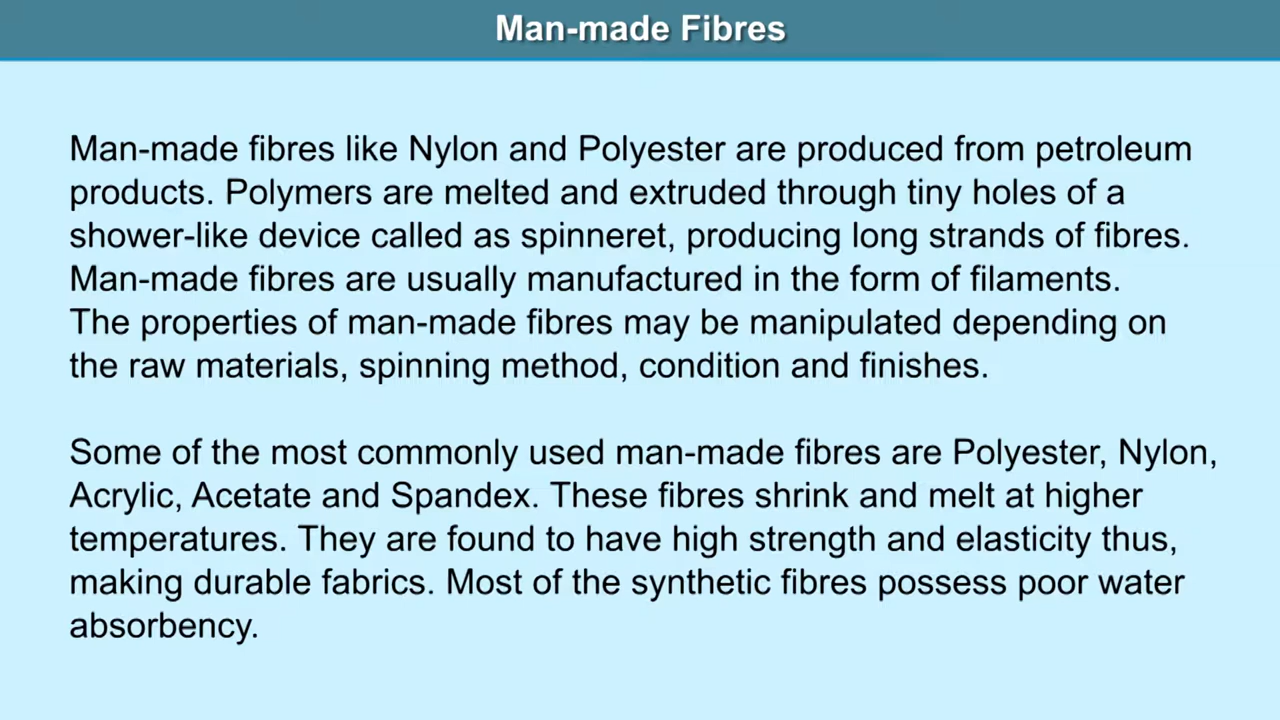 Man-made Fibres
Man-made fibres like Nylon and Polyester are produced from petroleum
products. Polymers are melted and extruded through tiny holes of a
shower-like device called as spinneret, producing long strands of fibres.
Man-made fibres are usually manufactured in the form of filaments.
The properties of man-made fibres may be manipulated depending on
the raw materials, spinning method, condition and finishes.
Some of the most commonly used man-made fibres are Polyester, Nylon,
Acrylic, Acetate and Spandex. These fibres shrink and melt at higher
temperatures. They are found to have high strength and elasticity thus,
making durable fabrics. Most of the synthetic fibres possess poor water
absorbency.